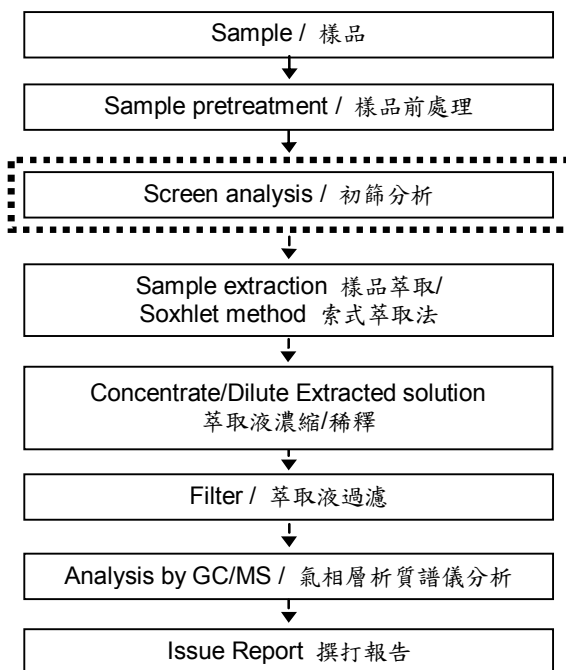 Sample / 樣品
Sample pretreatment / 樣品前處理
Screen analysis / 初篩分析
Sample extraction 樣品萃取/
Soxhlet method 索式萃取法
Concentrate/Dilute Extracted solution
萃取液濃縮/稀釋
Filter / 萃取液過濾
Analysis by GC/MS / 氣相層析質譜儀分析
Issue Report 撰打報告